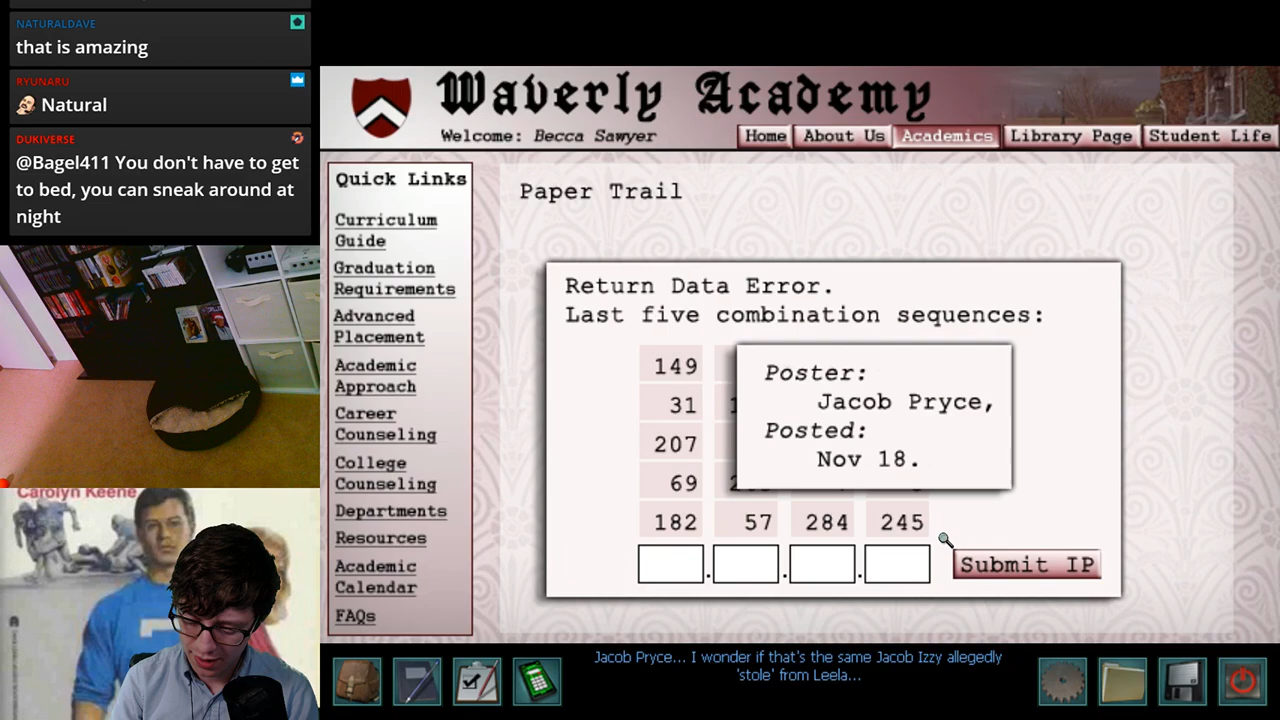 NATURALDAVE
that is amazing
RYUNARU
Natural
DUKIVERSE
@Bagel411 You don't have to get
to bed, you can sneak around at
night
Carolyn Keene
Waverly Academy
Welcome: Becca Sawyer
Home
About Us
Academics
Library Page
Student Life
Quick Links
Curriculum
Guide
Graduation
Requirements
Advanced
Placement
Academic
Approach
Career
Counseling
College
Counseling
Departments
Resources
Academic
Calendar
FAQs
Paper Trail
Return Data Error.
Last five combination sequences:
149
31
207
69
182 57 284 245
Poster:
Jacob Pryce,
Posted:
Nov 18.
. . .
Submit IP
Jacob Pryce... I wonder if that's the same Jacob Izzy allegedly
'stole' from Leela...